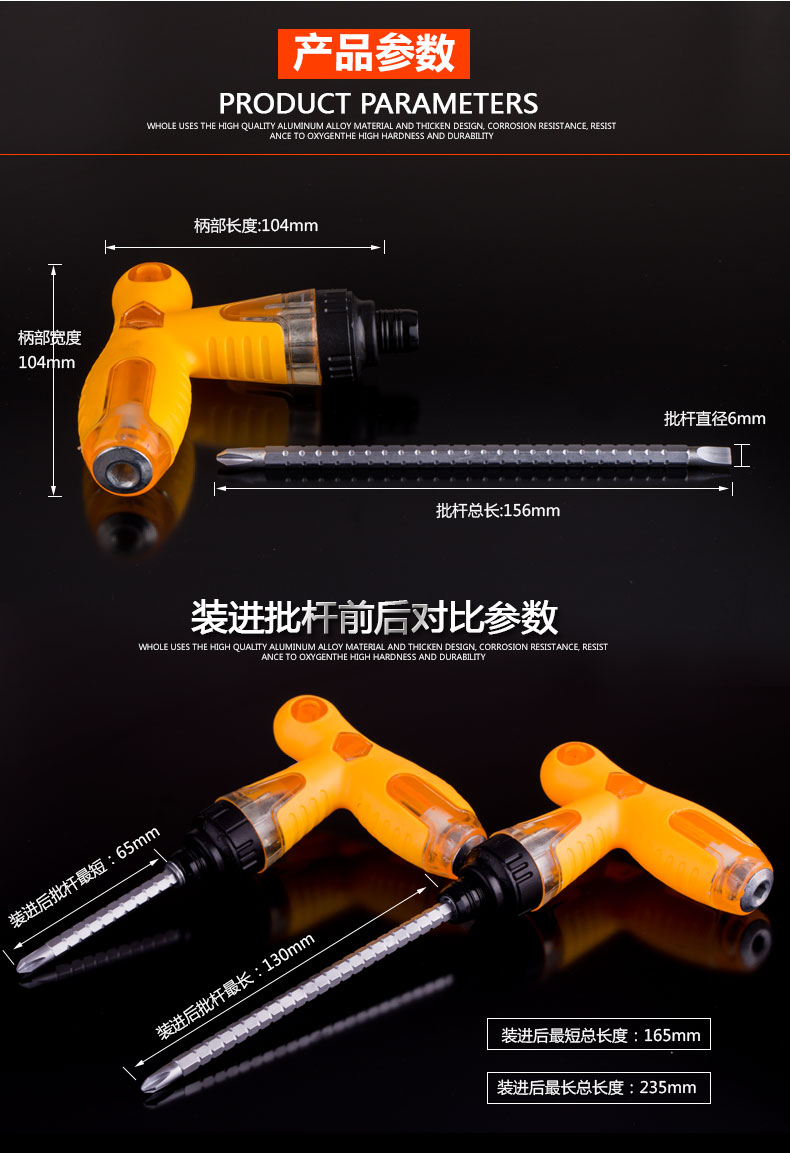 产品参数
PRODUCT PARAMETERS
WHOLE USES THE HIGH QUALITY ALUMINUM ALLOY MATERIAL AND THICKEN DESIGN, CORROSION RESISTANCE, RESIST
ANCE TO OXYGENTHE HIGH HARDNESS AND DURABILITY
柄部长度:104mm
柄部宽度
104mm
批杆直径6mm
批杆总长:156mm
装进批杆前后对比参数
WHOLE USES THE HIGH QUALITY ALUMINUM ALLOY MATERIAL AND THICKEN DESIGN, CORROSION RESISTANCE, RESIST
ANCE TO OXYGENTHE HIGH HARDNESS AND DURABILITY
装进后批杆最短：65mm
装进后批杆最长：130mm
装进后最短总长度：165mm
装进后最长总长度：235mm